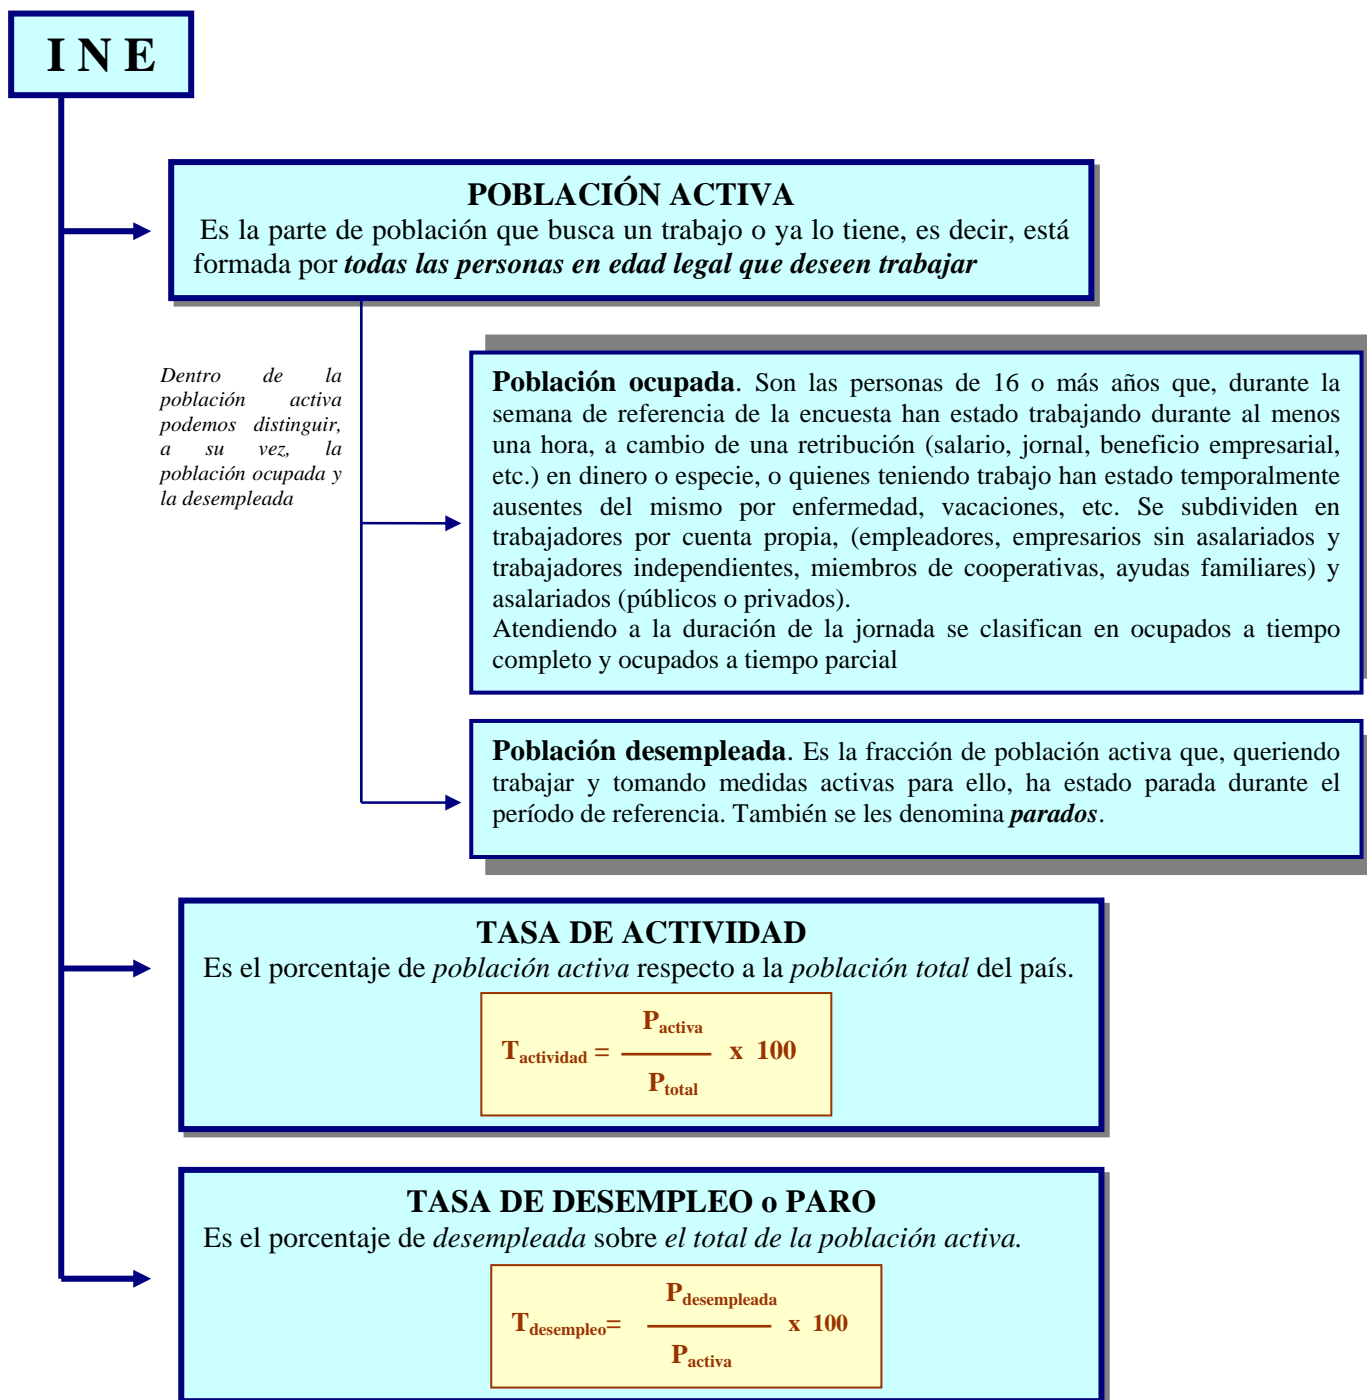 I N E
POBLACIÓN ACTIVA
Es la parte de población que busca un trabajo o ya lo tiene, es decir, está
formada por todas las personas en edad legal que deseen trabajar
Dentro de la
población activa
podemos distinguir,
a su vez, la
población ocupada y
la desempleada
Población ocupada. Son las personas de 16 o más años que, durante la
semana de referencia de la encuesta han estado trabajando durante al menos
una hora, a cambio de una retribución (salario, jornal, beneficio empresarial,
etc.) en dinero o especie, o quienes teniendo trabajo han estado temporalmente
ausentes del mismo por enfermedad, vacaciones, etc. Se subdividen en
trabajadores por cuenta propia, (empleadores, empresarios sin asalariados y
trabajadores independientes, miembros de cooperativas, ayudas familiares) y
asalariados (públicos o privados).
Atendiendo a la duración de la jornada se clasifican en ocupados a tiempo
completo y ocupados a tiempo parcial
Población desempleada. Es la fracción de población activa que, queriendo
trabajar y tomando medidas activas para ello, ha estado parada durante el
período de referencia. También se les denomina parados.
TASA DE ACTIVIDAD
Es el porcentaje de población activa respecto a la población total del país.
Pactiva
Tactividad = x 100
Ptotal
TASA DE DESEMPLEO o PARO
Es el porcentaje de desempleada sobre el total de la población activa.
Pdesempleada
Tdesempleo= x 100
Pactiva